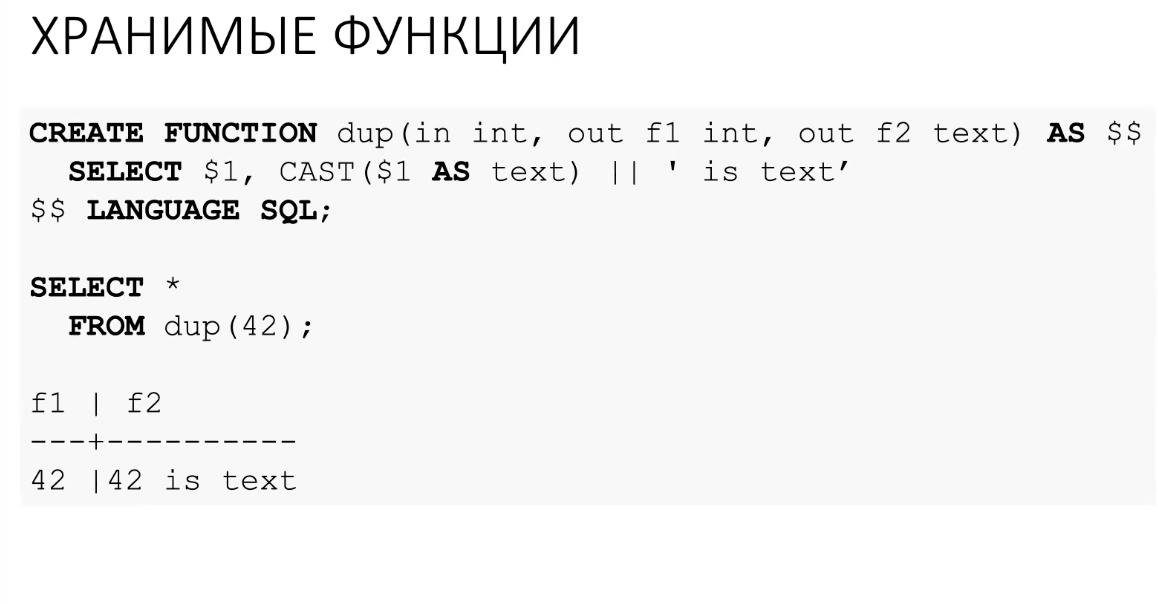 ХРАНИМЫЕ ФУНКЦИИ
CREATE FUNCTION dup(in int, out f1 int, out f2 text) AS $$
  SELECT $1, CAST($1 AS text) || ' is text’
$$ LANGUAGE SQL;
SELECT *
  FROM dup(42);
f1 | f2
---+----------
42 |42 is text